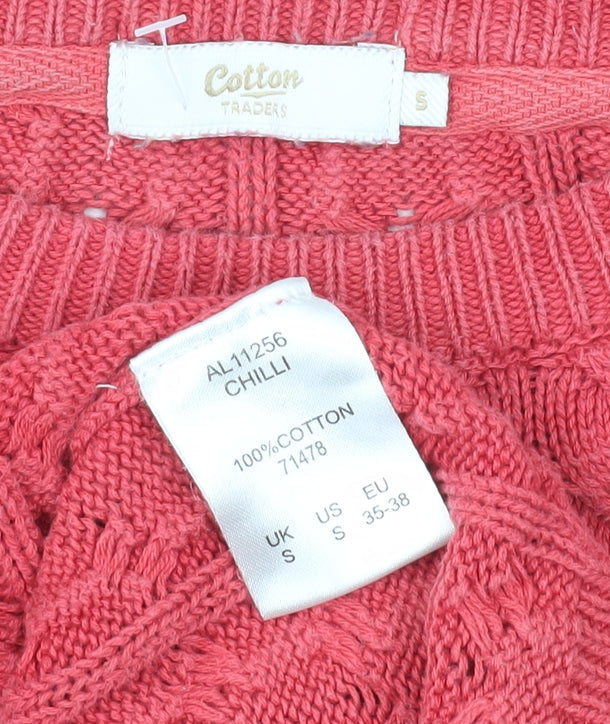 Cotton
TRADERS
S
AL11256
CHILLI
100%COTTON
71478
UK US EU
S S 35-38